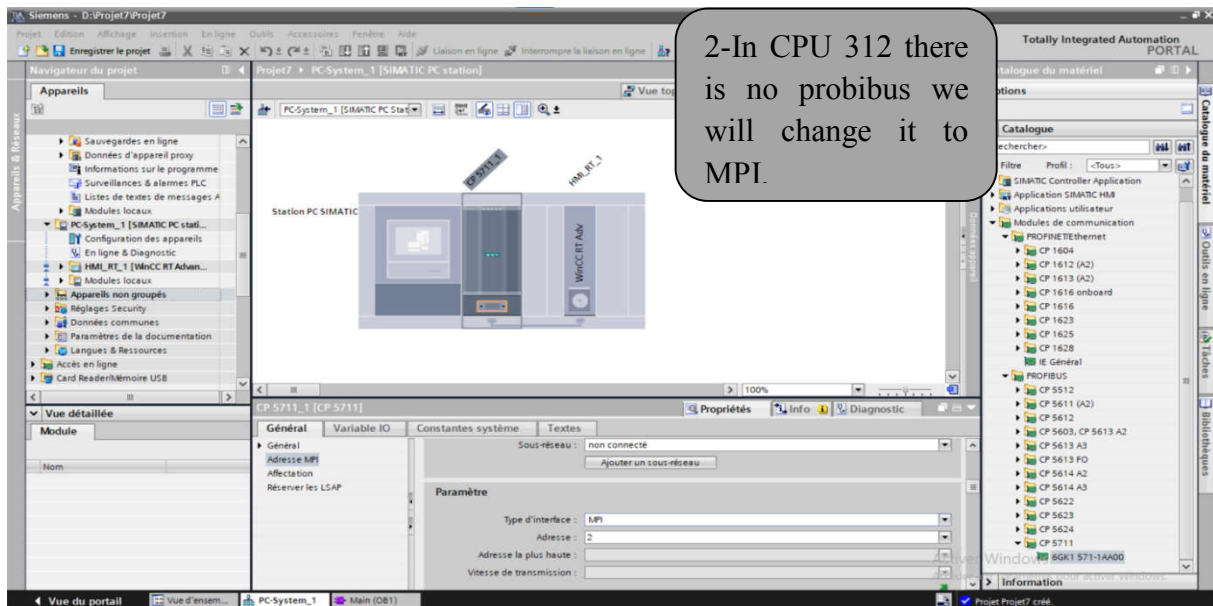 Siemens - D:\Projet7\Projet7
Projet Edition Affichage Insertion En ligne Outils Accessoires Fenêtre Aide
Enregistrer le projet
Liaison en ligne
Interrompre la liaison en ligne
Totally Integrated Automation
PORTAL
2-In CPU 312 there
is no probibus we
will change it to
MPI.
Navigateur du projet
Projet7 ▸ PC-System_1 [SIMATIC PC station]
Appareils
Vue
PC-System_1 [SIMATIC PC Stat
Sauvegardes en ligne
Données d'appareil proxy
Informations sur le programme
Surveillances & alarmes PLC
Listes de textes de messages A
Modules locaux
PC-System_1 [SIMATIC PC stati...
Configuration des appareils
En ligne & Diagnostic
HMI_RT_1 [WinCC RT Advan...
Modules locaux
Appareils non groupés
Réglages Security
Données communes
Paramètres de la documentation
Langues & Ressources
Accès en ligne
Card Reader/Mémoire USB
Vue détaillée
Module
Nom
Appareils & Réseaux
CP 5711_1
HMI_RT_1
Station PC SIMATIC
WinCC RT Adv
100%
Données appareil
CP 5711_1 [CP 5711]
Propriétés
Info
Diagnostic
Général
Variable IO
Constantes système
Textes
Général
Adresse MPI
Affectation
Réserver les LSAP
Sous-réseau : non connecté
Ajouter un sous-réseau
Paramètre
Type d'interface : MPI
Adresse : 2
Adresse la plus haute :
Vitesse de transmission :
talogue du matériel
ptions
Catalogue
echercher>
Filtre Profil : <Tous>
SIMATIC Controller Application
Application SIMATIC HMI
Applications utilisateur
Modules de communication
PROFINET/Ethernet
CP 1604
CP 1612 (A2)
CP 1613 (A2)
CP 1616 onboard
CP 1616
CP 1623
CP 1625
CP 1628
IE Général
PROFIBUS
CP 5512
CP 5611 (A2)
CP 5612
CP 5603, CP 5613 A2
CP 5613 A3
CP 5613 FO
CP 5614 A2
CP 5614 A3
CP 5622
CP 5623
CP 5624
CP 5711
6GK1 571-1AA00
Information
Catalogue du matériel
Outils en ligne
Tâches
Bibliothèques
Activer Windows
pour activer Windows.
Vue du portail
Vue d'ensem...
PC-System_1
Main (OB1)
Projet Projet7 créé.